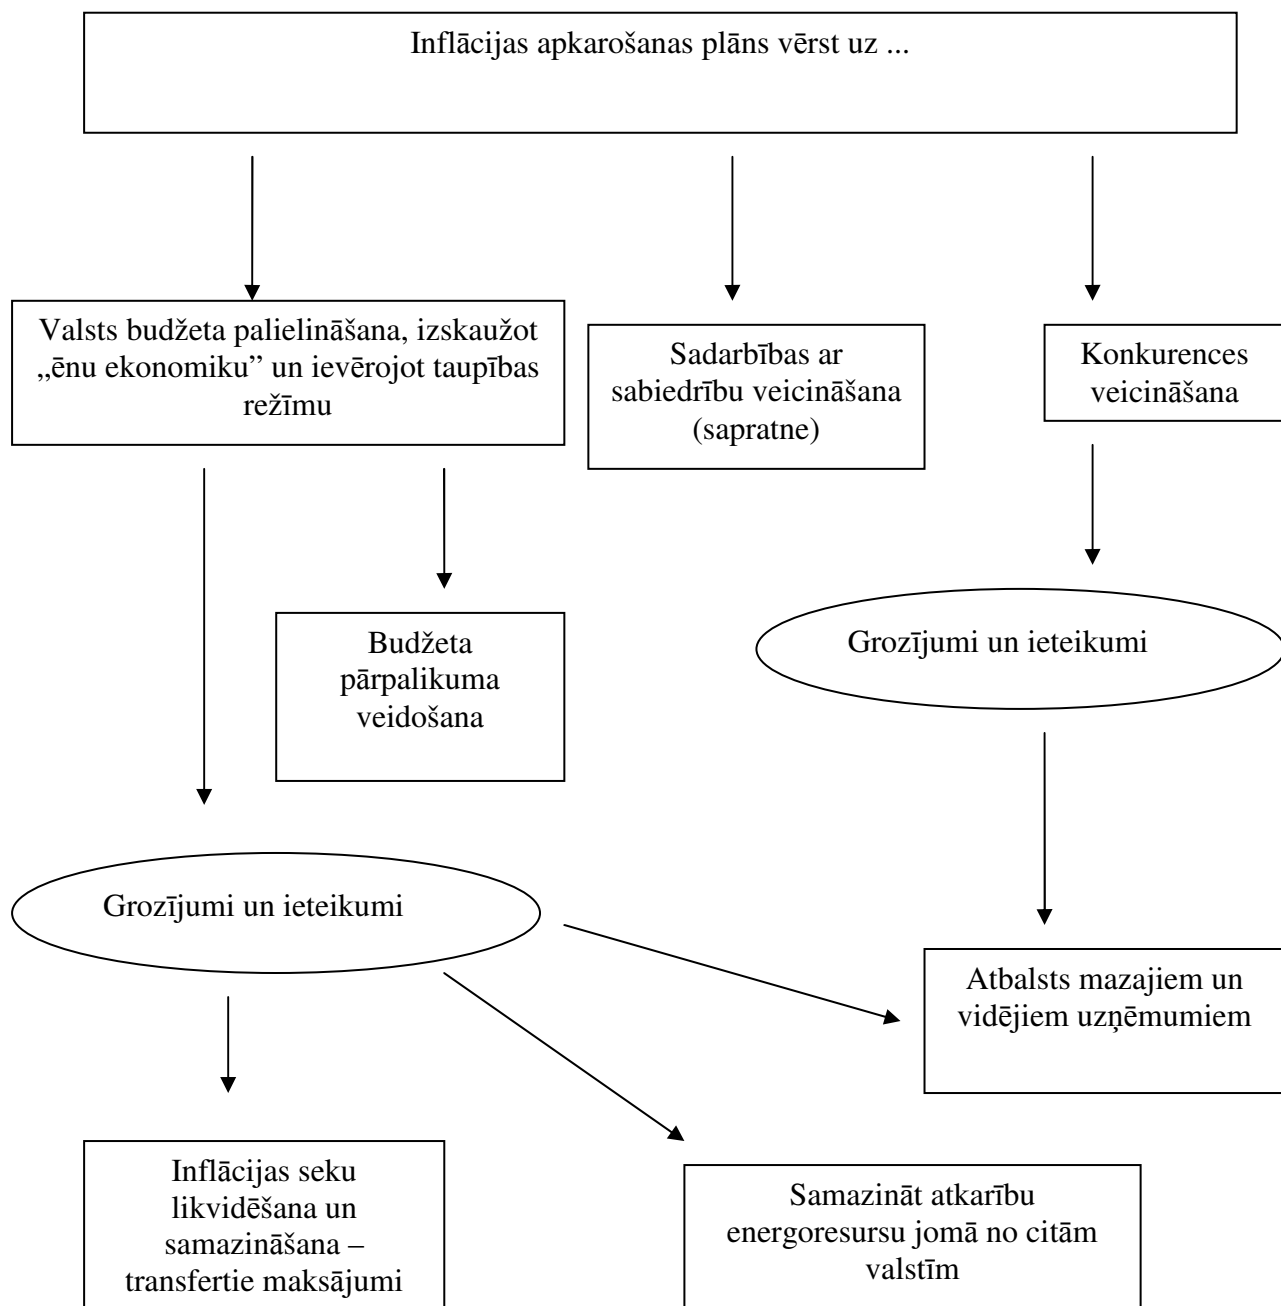 Inflācijas apkarošanas plāns vērst uz ...
Valsts budžeta palielināšana, izskaužot
„ēnu ekonomiku” un ievērojot taupības
režīmu
Sadarbības ar
sabiedrību veicināšana
(sapratne)
Konkurences
veicināšana
Budžeta
pārpalikuma
veidošana
Grozījumi un ieteikumi
Grozījumi un ieteikumi
Atbalsts mazajiem un
vidējiem uzņēmumiem
Inflācijas seku
likvidēšana un
samazināšana –
transfertie maksājumi
Samazināt atkarību
energoresursu jomā no citām
valstīm